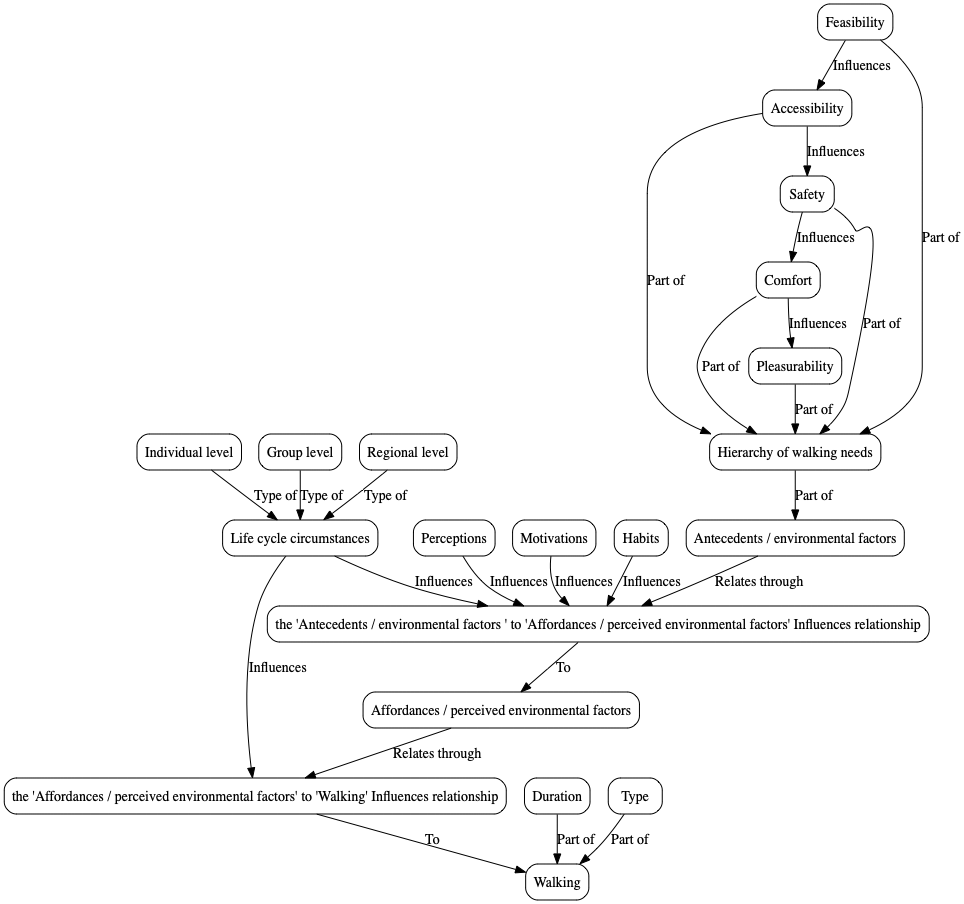 Feasibility
Influences
Accessibility
Influences
Safety
Influences
Part of
Comfort
Part of
Influences
Part of
Part of
Pleasurability
Part of
Individual level
Group level
Regional level
Hierarchy of walking needs
Type of
Type of
Type of
Part of
Life cycle circumstances
Perceptions
Motivations
Habits
Antecedents / environmental factors
Influences
Influences
Influences
Influences
Relates through
the 'Antecedents / environmental factors ' to 'Affordances / perceived environmental factors' Influences relationship
Influences
To
Affordances / perceived environmental factors
Relates through
the 'Affordances / perceived environmental factors' to 'Walking' Influences relationship
Duration
Type
To
Part of
Part of
Walking